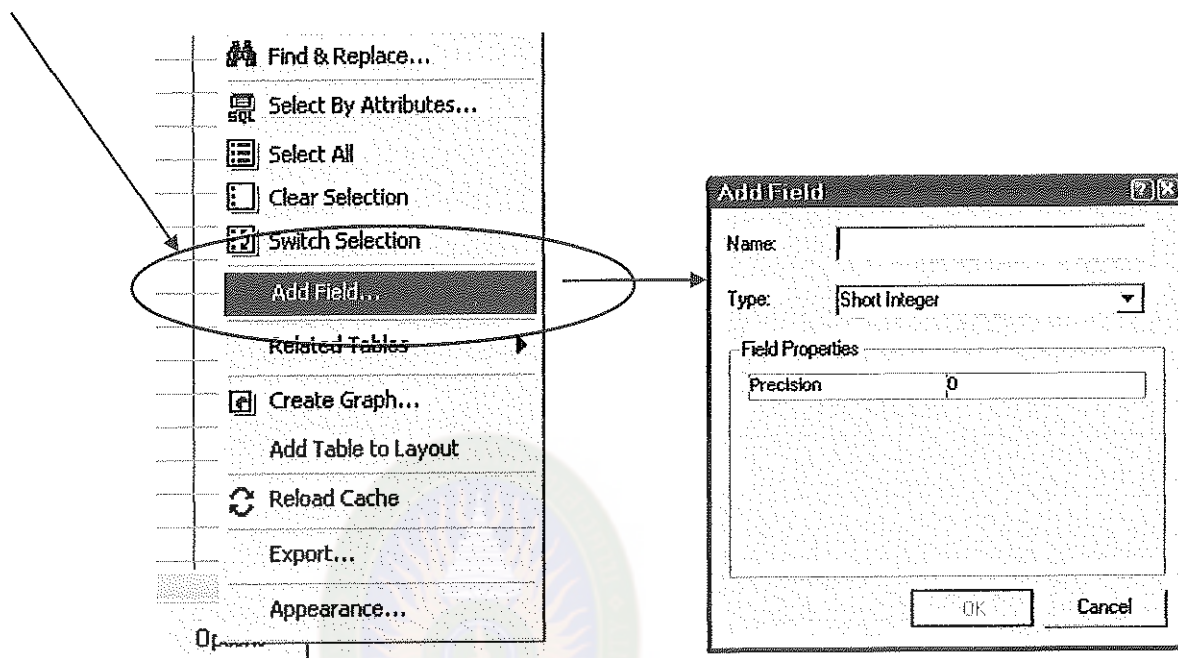 Find & Replace...
SQL
Select By Attributes...
Select All
Clear Selection
Switch Selection
Add Field...
Related Tables
Create Graph...
Add Table to Layout
Reload Cache
Export...
Appearance...
Add Field
Name:
Type: Short Integer
Field Properties
Precision 0
OK Cancel